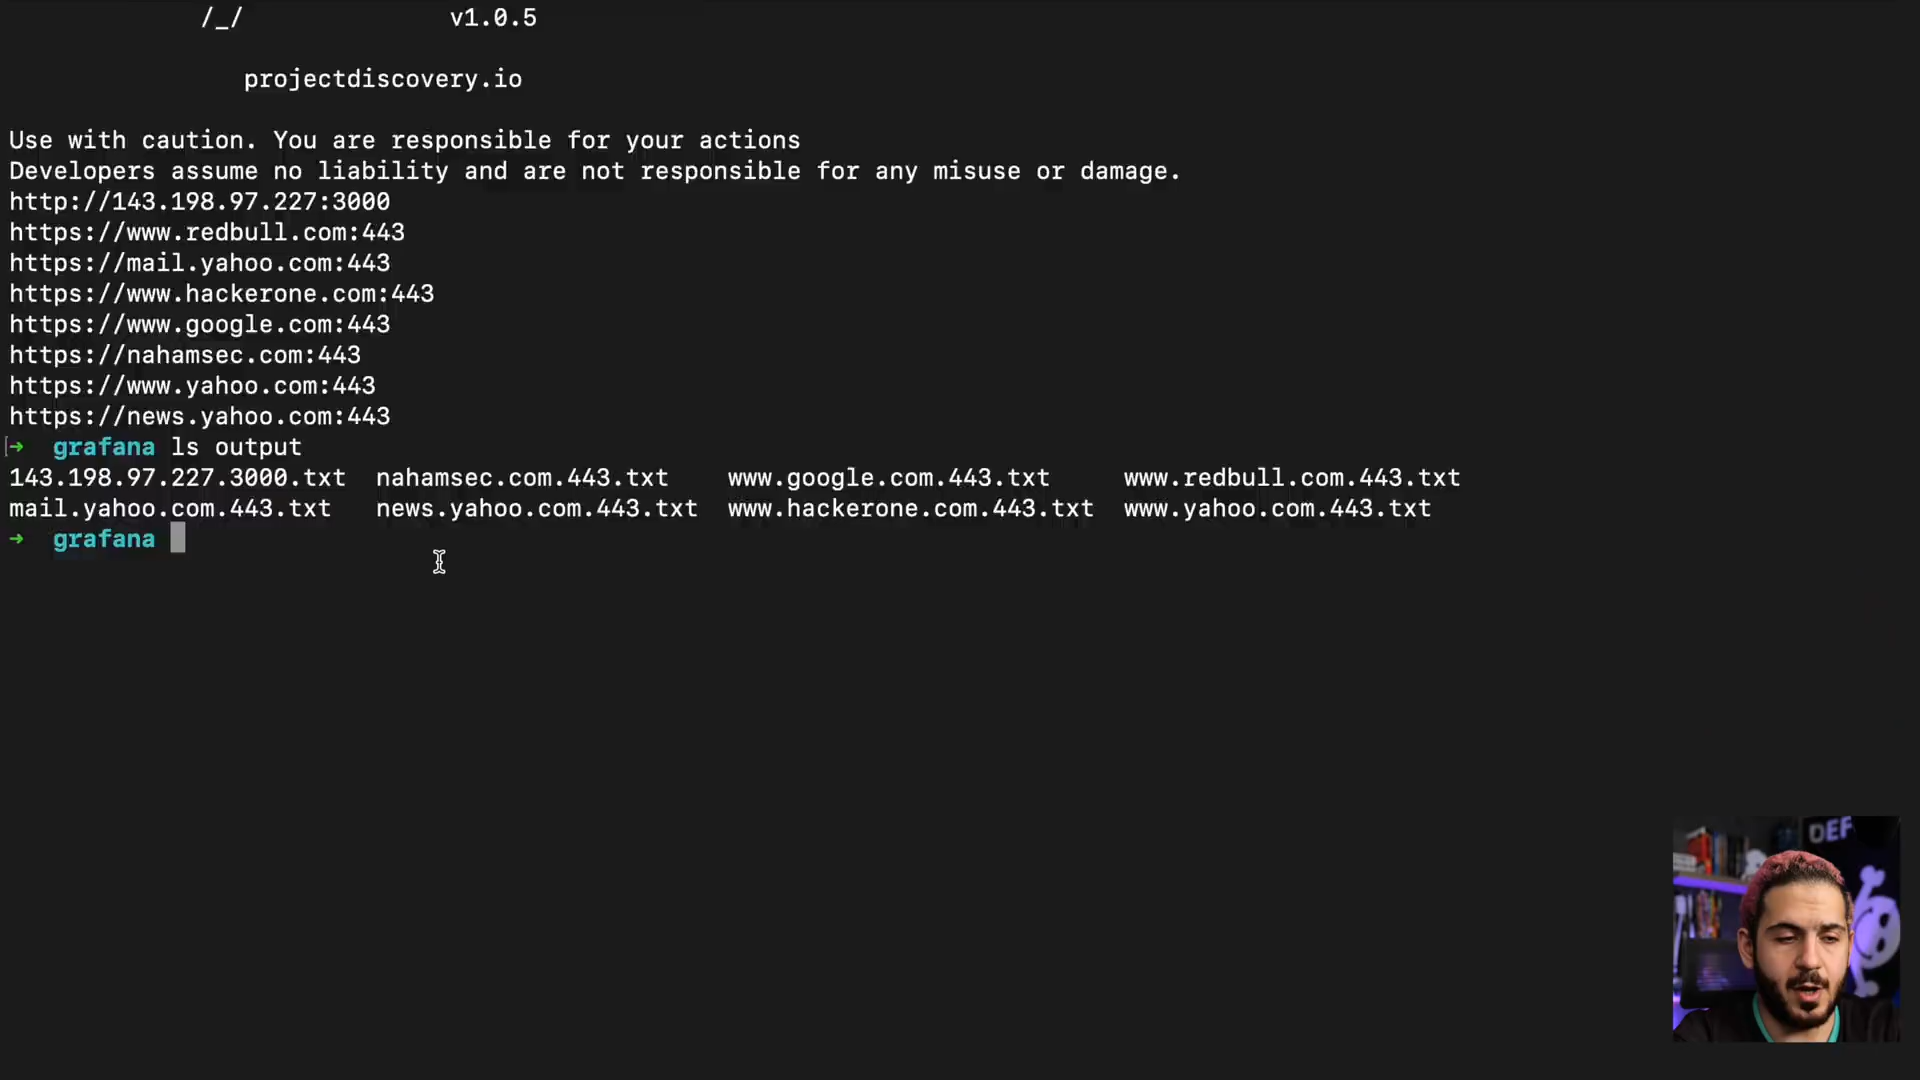 /_/ v1.0.5
projectdiscovery.io
Use with caution. You are responsible for your actions
Developers assume no liability and are not responsible for any misuse or damage.
http://143.198.97.227:3000
https://www.redbull.com:443
https://mail.yahoo.com:443
https://www.hackerone.com:443
https://www.google.com:443
https://nahamsec.com:443
https://www.yahoo.com:443
https://news.yahoo.com:443
➜ grafana ls output
143.198.97.227.3000.txt nahamsec.com.443.txt www.google.com.443.txt www.redbull.com.443.txt
mail.yahoo.com.443.txt news.yahoo.com.443.txt www.hackerone.com.443.txt www.yahoo.com.443.txt
➜ grafana
DEF